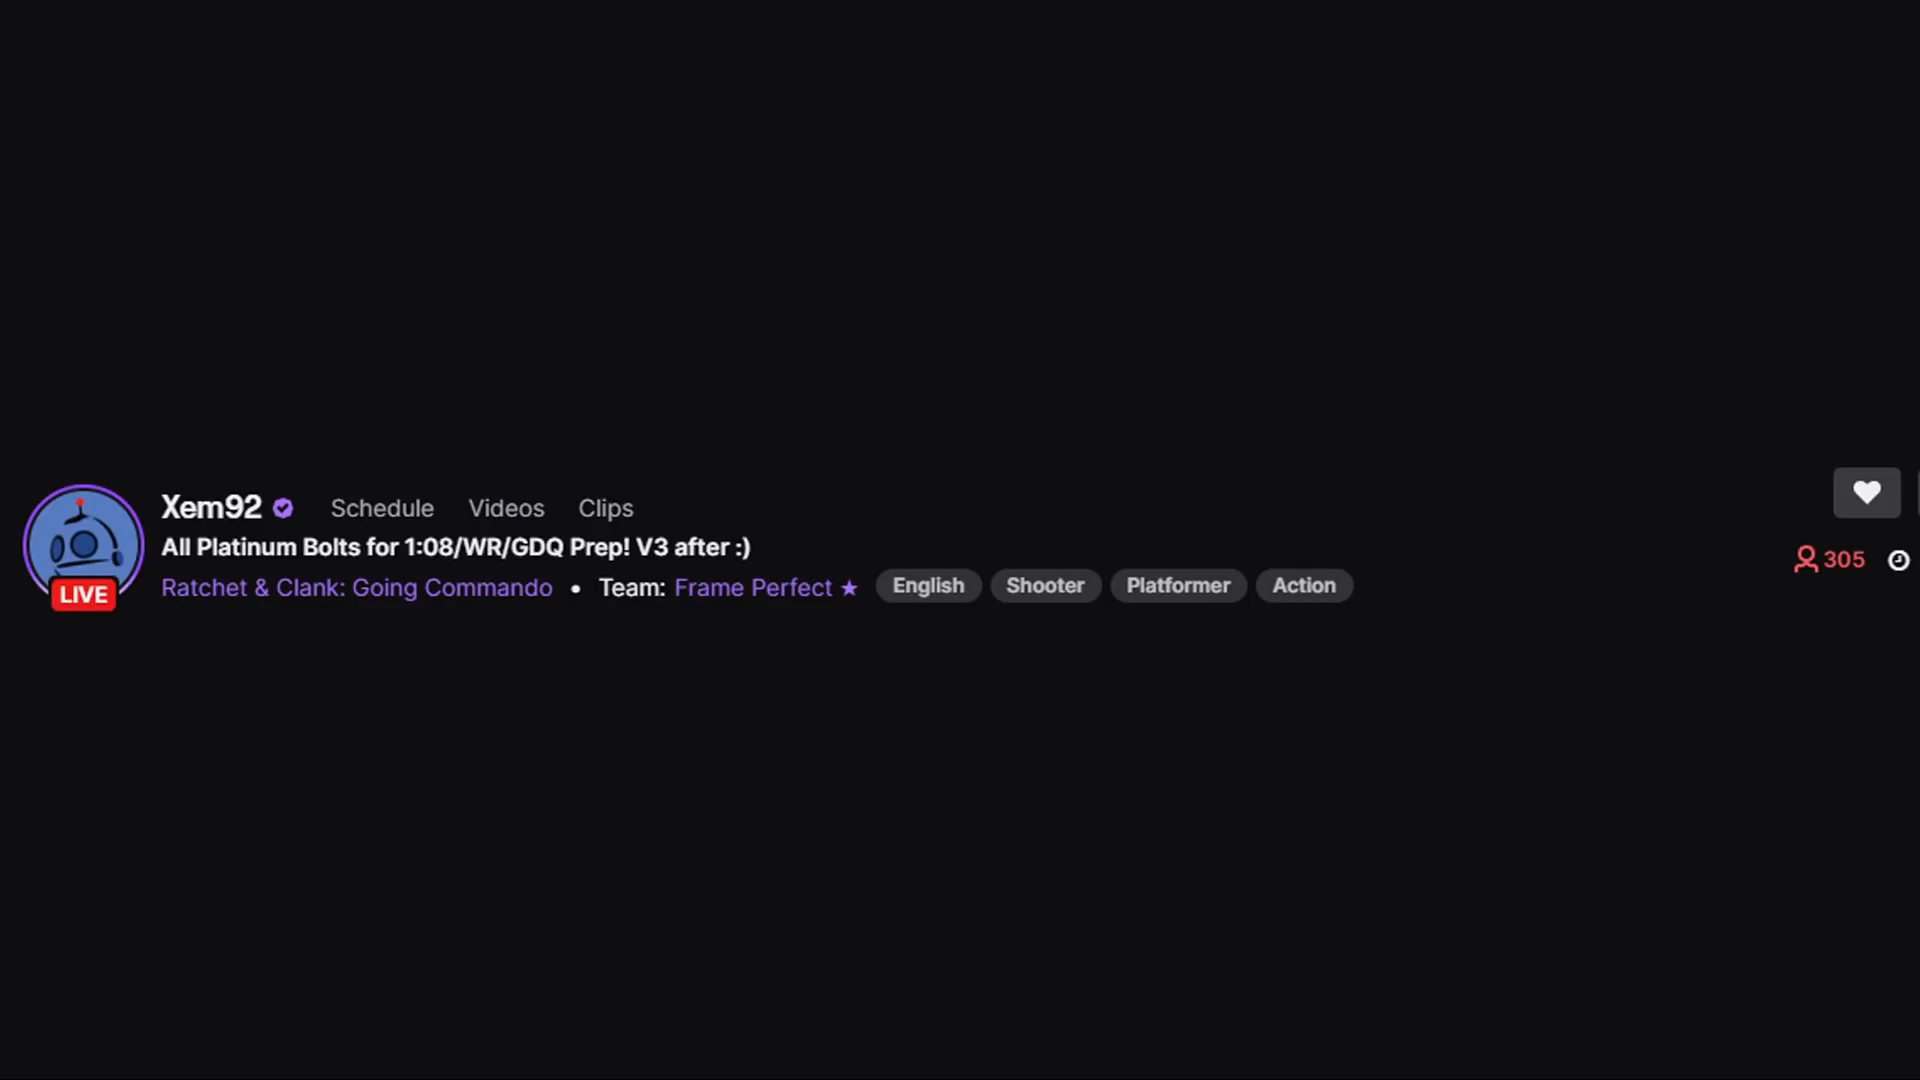 Xem92 Schedule Videos Clips
All Platinum Bolts for 1:08/WR/GDQ Prep! V3 after :)
LIVE Ratchet & Clank: Going Commando • Team: Frame Perfect ★ English Shooter Platformer Action
305